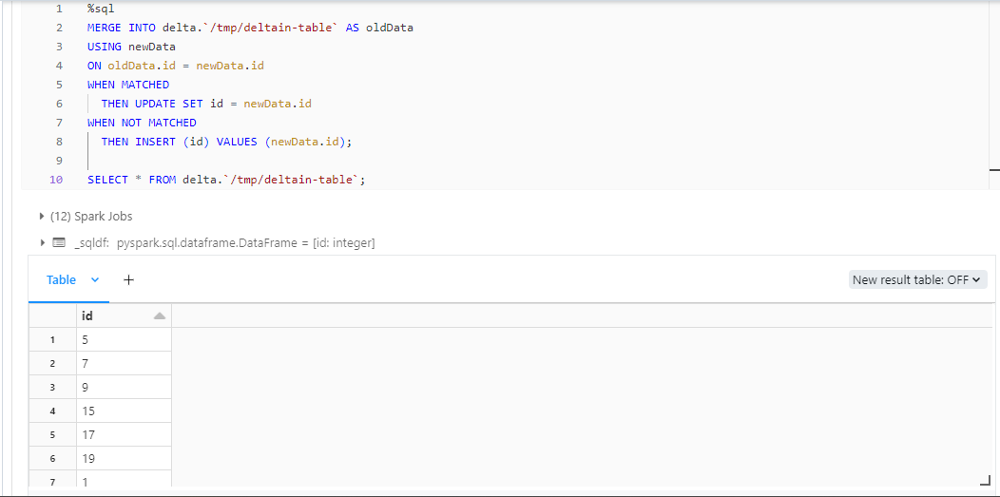 1 %sql
2 MERGE INTO delta.`/tmp/deltain-table` AS oldData
3 USING newData
4 ON oldData.id = newData.id
5 WHEN MATCHED
6 THEN UPDATE SET id = newData.id
7 WHEN NOT MATCHED
8 THEN INSERT (id) VALUES (newData.id);
9
10 SELECT * FROM delta.`/tmp/deltain-table`;
(12) Spark Jobs
_sqldf: pyspark.sql.dataframe.DataFrame = [id: integer]
Table + New result table: OFF
id
1 5
2 7
3 9
4 15
5 17
6 19
7 1